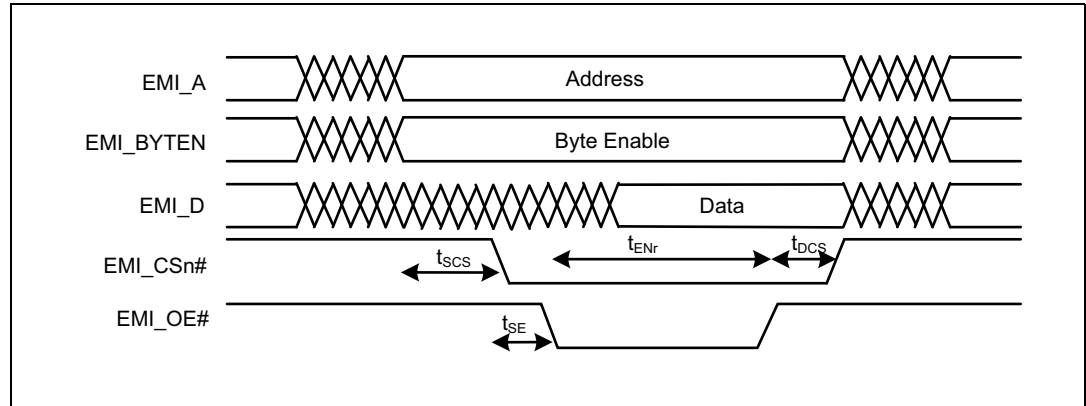 EMI_A
Address
EMI_BYTEN
Byte Enable
EMI_D
Data
EMI_CSn#
tSCS
tENr
tDCS
EMI_OE#
tSE